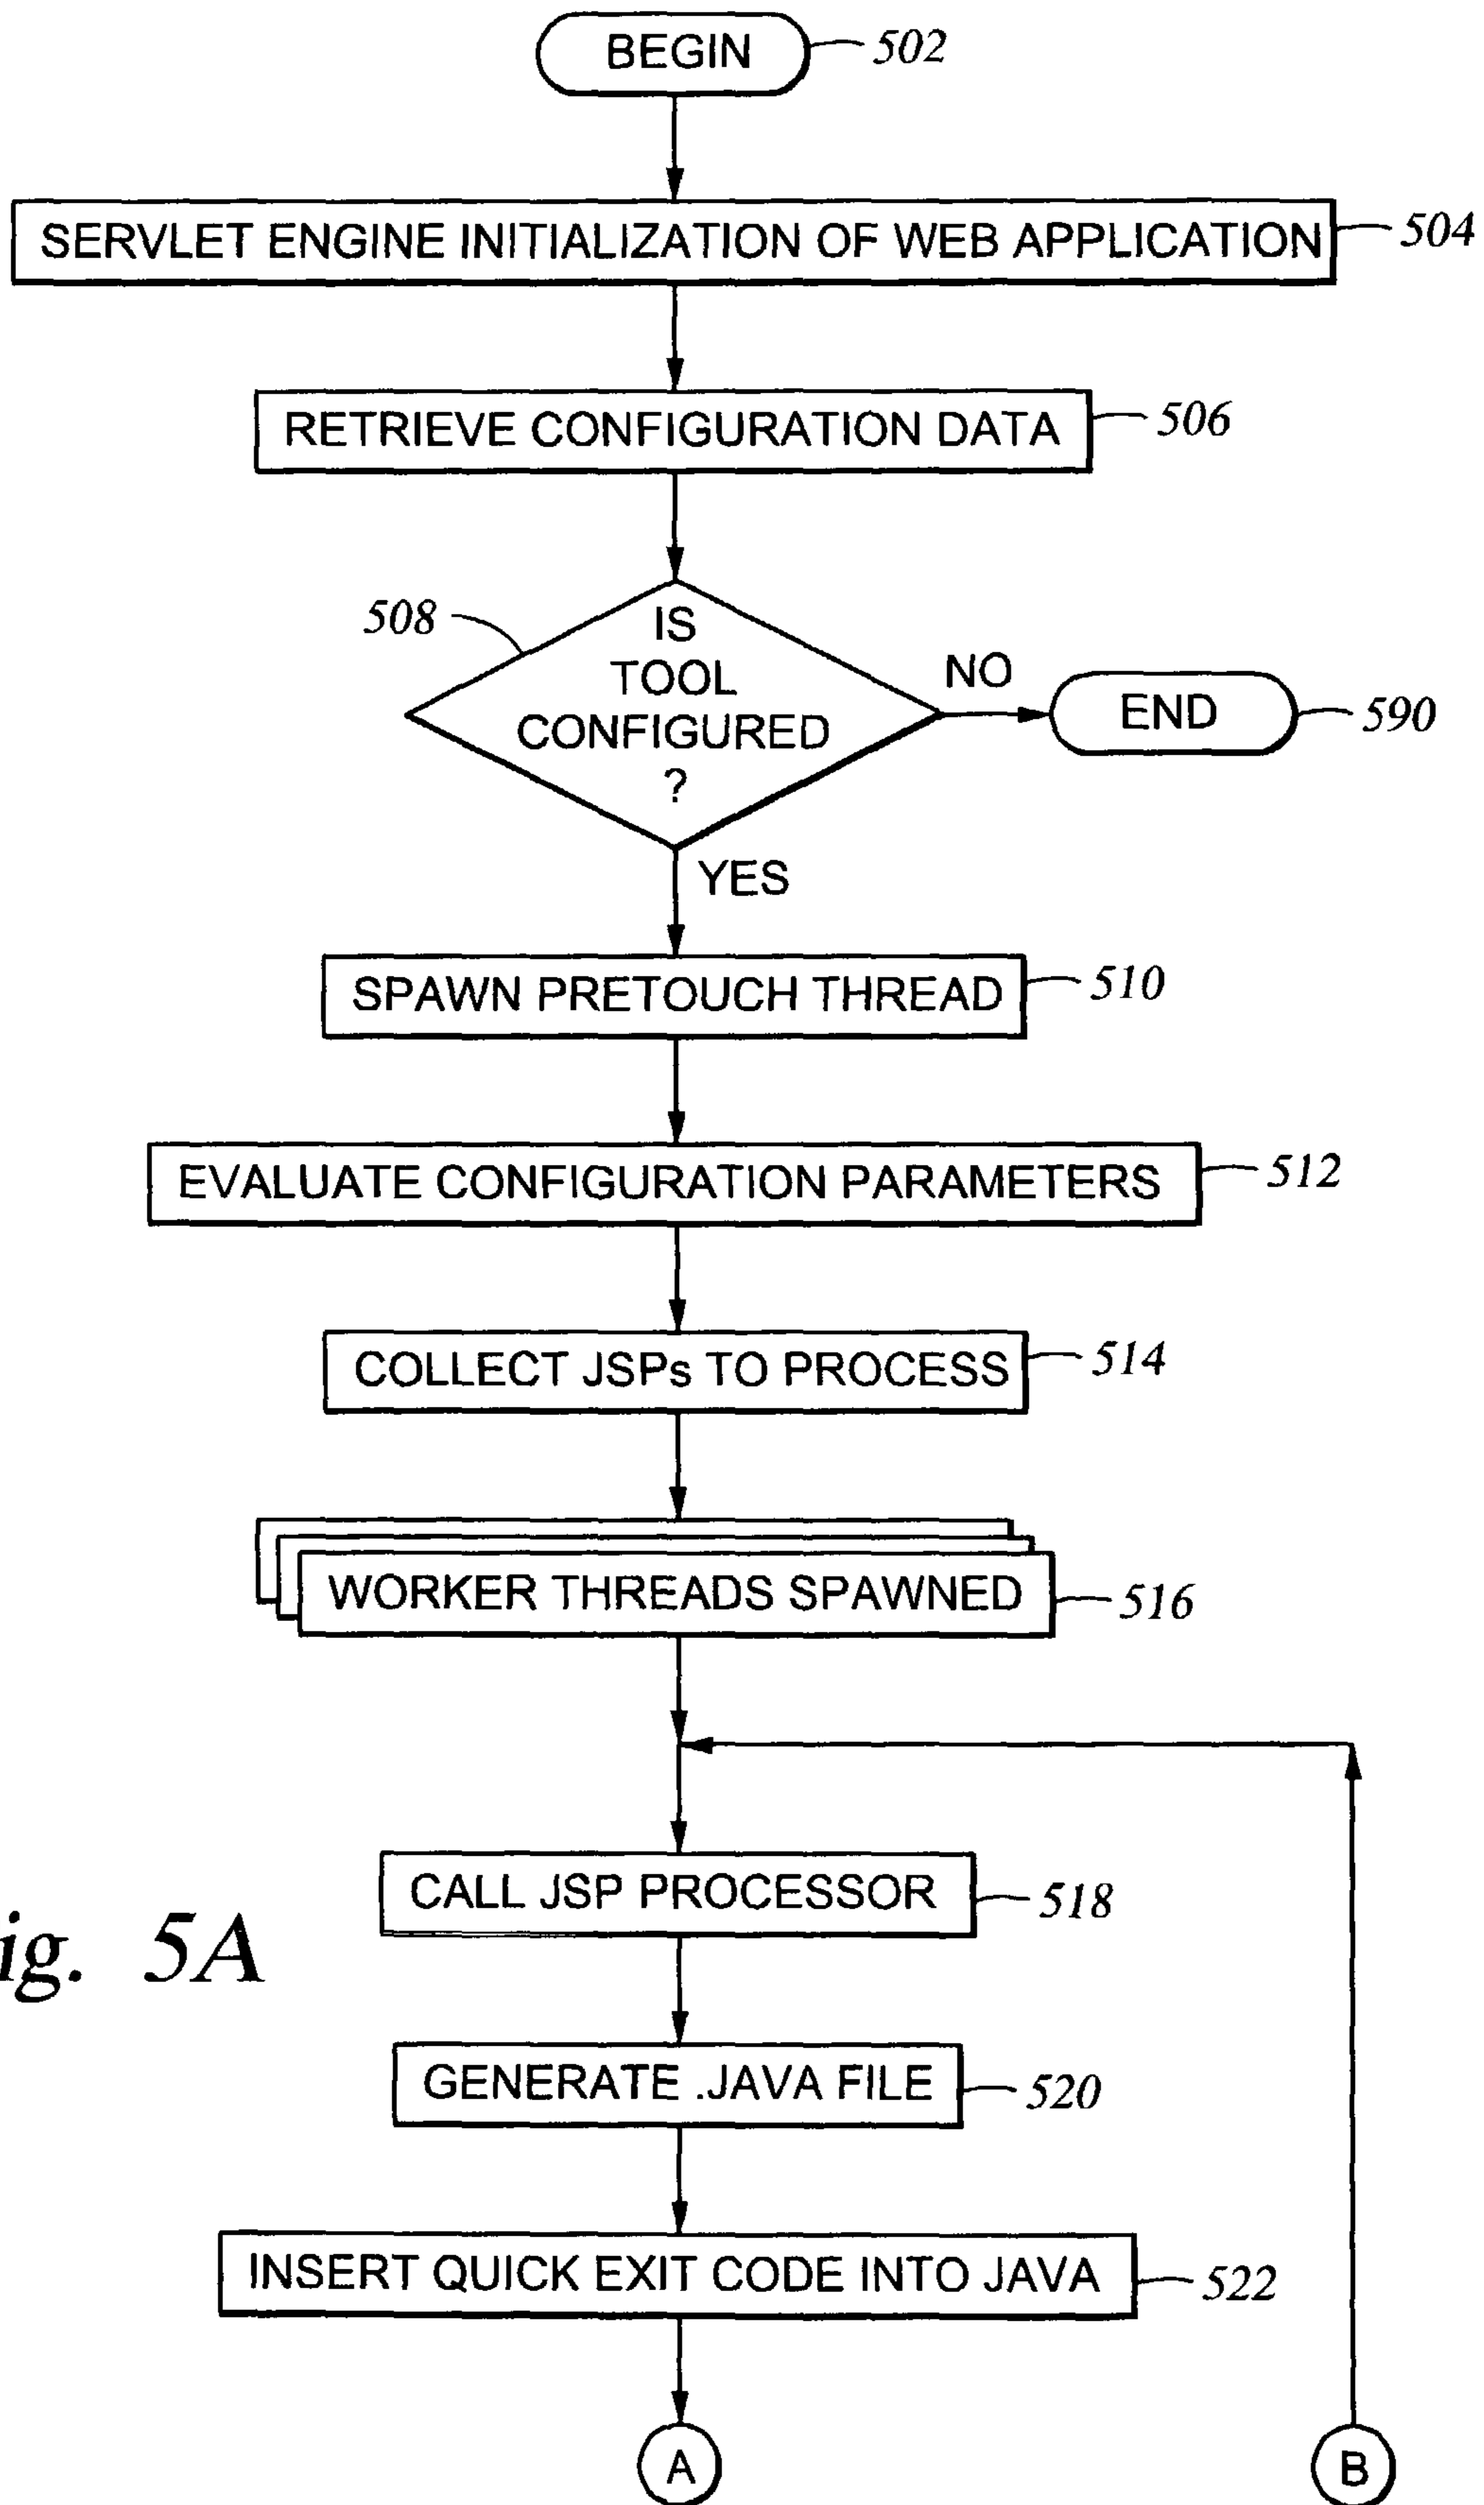 BEGIN
502
SERVLET ENGINE INITIALIZATION OF WEB APPLICATION
504
RETRIEVE CONFIGURATION DATA
506
508
IS
TOOL
CONFIGURED
?
NO
END
590
YES
SPAWN PRETOUCH THREAD
510
EVALUATE CONFIGURATION PARAMETERS
512
COLLECT JSPs TO PROCESS
514
WORKER THREADS SPAWNED
516
CALL JSP PROCESSOR
518
ig. 5A
GENERATE .JAVA FILE
520
INSERT QUICK EXIT CODE INTO JAVA
522
A
B